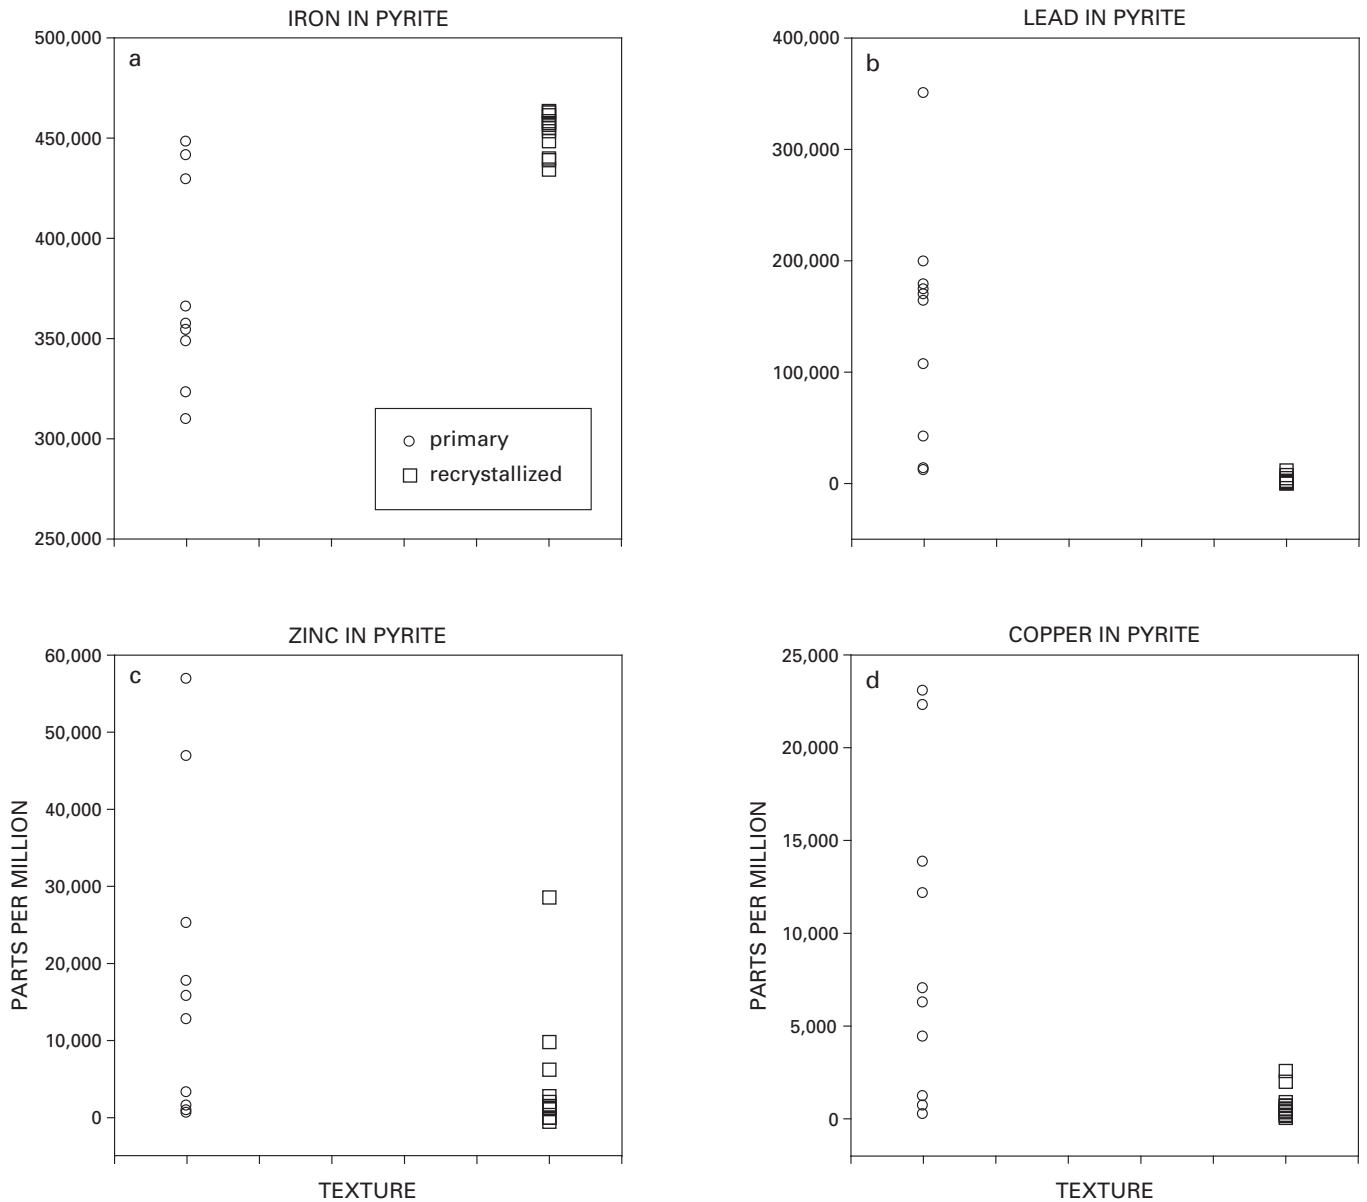 IRON IN PYRITE
a
500,000
450,000
400,000
350,000
300,000
250,000
primary
recrystallized
LEAD IN PYRITE
b
400,000
300,000
200,000
100,000
0
ZINC IN PYRITE
c
60,000
50,000
40,000
30,000
20,000
10,000
0
PARTS PER MILLION
TEXTURE
COPPER IN PYRITE
d
25,000
20,000
15,000
10,000
5,000
0
PARTS PER MILLION
TEXTURE